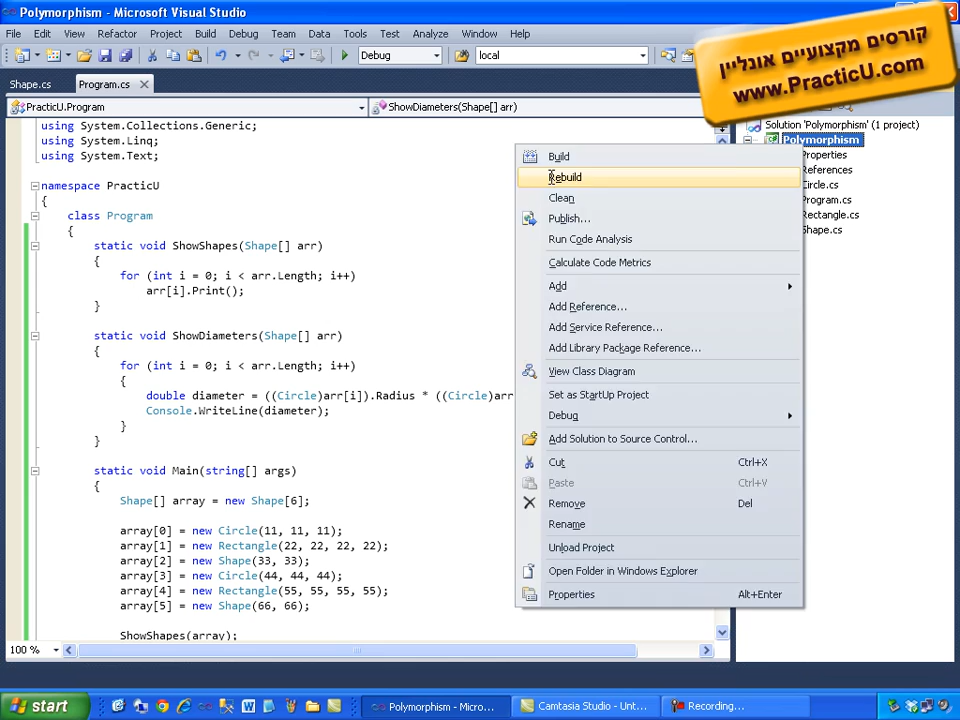 Polymorphism - Microsoft Visual Studio
קורסים מקצועיים אונליין
www.PracticU.com
File Edit View Refactor Project Build Debug Team Data Tools Test Analyze Window Help
Debug local
Shape.cs Program.cs
PracticU.Program ShowDiameters(Shape[] arr)
using System.Collections.Generic;
using System.Linq;
using System.Text;
namespace PracticU
{
class Program
{
static void ShowShapes(Shape[] arr)
{
for (int i = 0; i < arr.Length; i++)
arr[i].Print();
}
static void ShowDiameters(Shape[] arr)
{
for (int i = 0; i < arr.Length; i++)
{
double diameter = ((Circle)arr[i]).Radius * ((Circle)arr
Console.WriteLine(diameter);
}
}
static void Main(string[] args)
{
Shape[] array = new Shape[6];
array[0] = new Circle(11, 11, 11);
array[1] = new Rectangle(22, 22, 22, 22);
array[2] = new Shape(33, 33);
array[3] = new Circle(44, 44, 44);
array[4] = new Rectangle(55, 55, 55, 55);
array[5] = new Shape(66, 66);
ShowShapes(array);
100 %
Build
Rebuild
Clean
Publish...
Run Code Analysis
Calculate Code Metrics
Add
Add Reference...
Add Service Reference...
Add Library Package Reference...
View Class Diagram
Set as StartUp Project
Debug
Add Solution to Source Control...
Cut Ctrl+X
Paste Ctrl+V
Remove Del
Rename
Unload Project
Open Folder in Windows Explorer
Properties Alt+Enter
Solution 'Polymorphism' (1 project)
Polymorphism
Properties
References
Circle.cs
Program.cs
Rectangle.cs
Shape.cs
start
Polymorphism - Micro...
Camtasia Studio - Unt...
Recording...